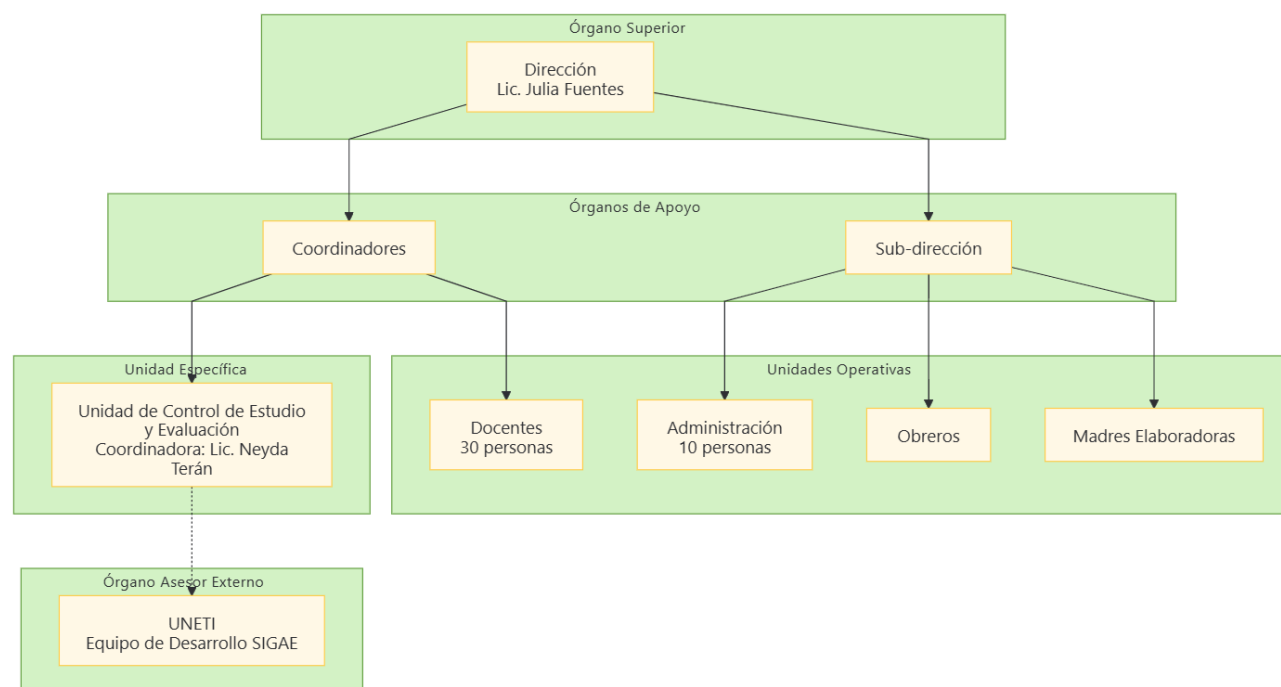 Órgano Superior
Dirección
Lic. Julia Fuentes
Órganos de Apoyo
Coordinadores
Sub-dirección
Unidad Específica
Unidad de Control de Estudio
y Evaluación
Coordinadora: Lic. Neyda
Terán
Unidades Operativas
Docentes
30 personas
Administración
10 personas
Obreros
Madres Elaboradoras
Órgano Asesor Externo
UNETI
Equipo de Desarrollo SIGAE